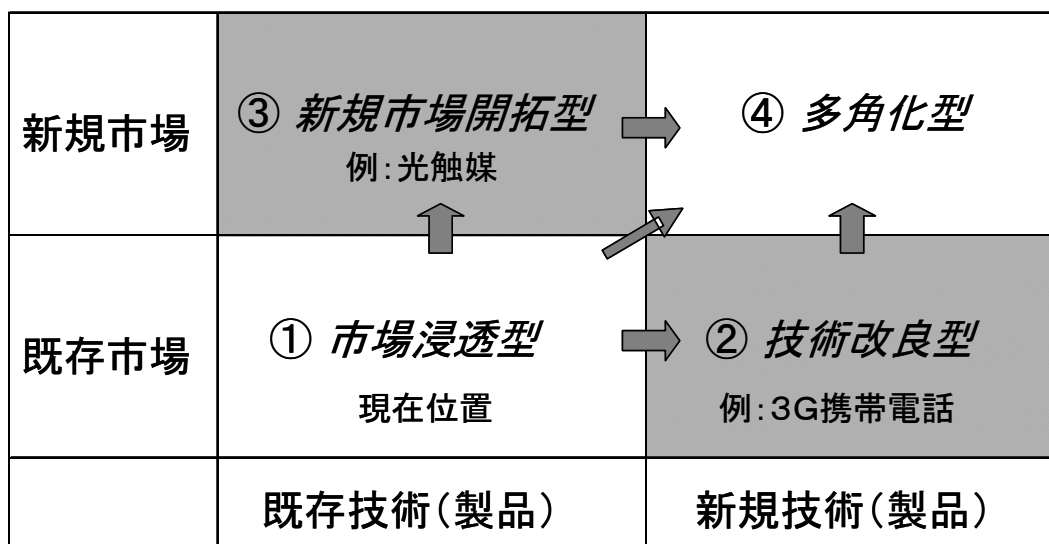 新規市場
③ 新規市場開拓型
例：光触媒
④ 多角化型
既存市場
① 市場浸透型
現在位置
② 技術改良型
例：３Ｇ携帯電話
既存技術（製品）
新規技術（製品）